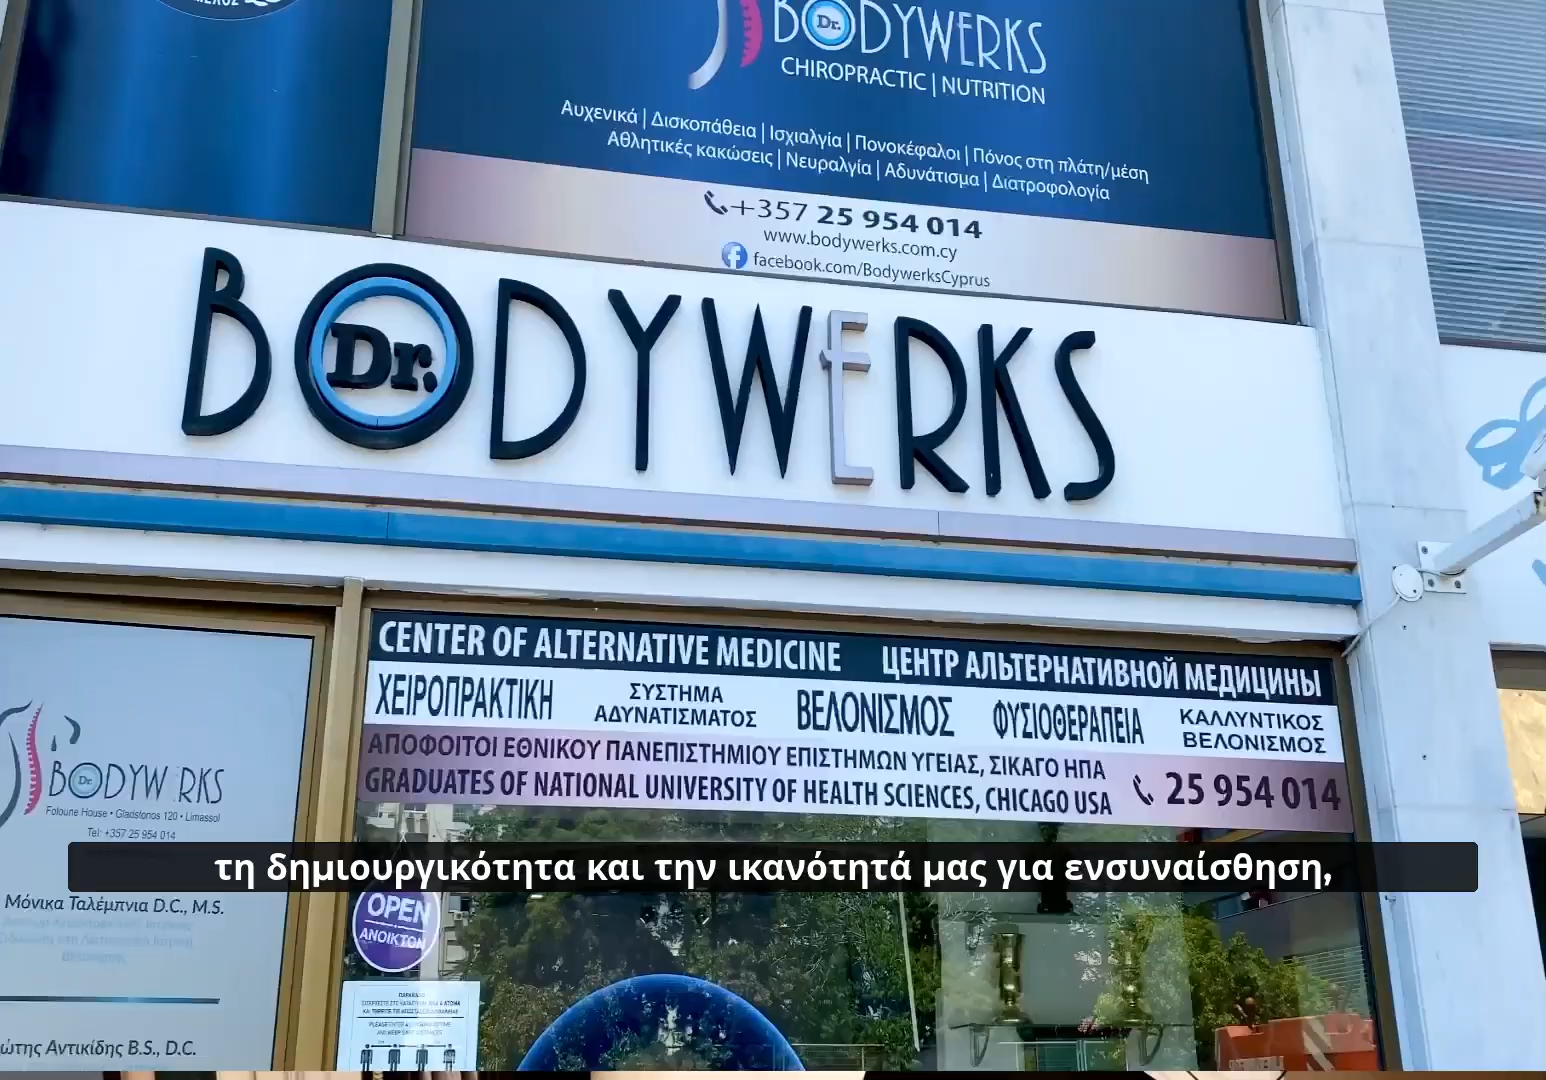 BODYWERKS
Dr.
CHIROPRACTIC | NUTRITION
Αυχενικά | Δισκοπάθεια | Ισχιαλγία | Πονοκέφαλοι | Πόνος στη πλάτη/μέση
Αθλητικές κακώσεις | Νευραλγία | Αδυνάτισμα | Διατροφολογία
+357 25 954 014
www.bodywerks.com.cy
facebook.com/BodywerksCyprus
BODYWERKS
Dr.
CENTER OF ALTERNATIVE MEDICINE ЦЕНТР АЛЬТЕРНАТИВНОЙ МЕДИЦИНЫ
ΧΕΙΡΟΠΡΑΚΤΙΚΗ
ΣΥΣΤΗΜΑ
ΑΔΥΝΑΤΙΣΜΑΤΟΣ
ΒΕΛΟΝΙΣΜΟΣ
ΦΥΣΙΟΘΕΡΑΠΕΙΑ
ΚΑΛΛΥΝΤΙΚΟΣ
ΒΕΛΟΝΙΣΜΟΣ
ΑΠΟΦΟΙΤΟΙ ΕΘΝΙΚΟΥ ΠΑΝΕΠΙΣΤΗΜΙΟΥ ΕΠΙΣΤΗΜΩΝ ΥΓΕΙΑΣ, ΣΙΚΑΓΟ ΗΠΑ
GRADUATES OF NATIONAL UNIVERSITY OF HEALTH SCIENCES, CHICAGO USA
25 954 014
BODYW RKS
Dr.
Foloune House • Gladstonos 120 • Limassol
Tel: +357 25 954 014
τη δημιουργικότητα και την ικανότητά μας για ενσυναίσθηση,
Μόνικα Ταλέμπνια D.C., M.S.
OPEN
ΑΝΟΙΚΤΟΝ
ώτης Αντικίδης B.S., D.C.